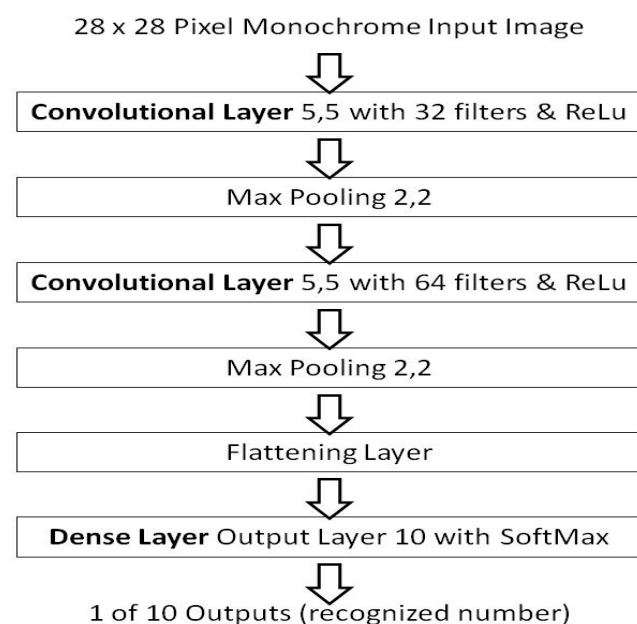 28 x 28 Pixel Monochrome Input Image
Convolutional Layer 5,5 with 32 filters & ReLu
Max Pooling 2,2
Convolutional Layer 5,5 with 64 filters & ReLu
Max Pooling 2,2
Flattening Layer
Dense Layer Output Layer 10 with SoftMax
1 of 10 Outputs (recognized number)